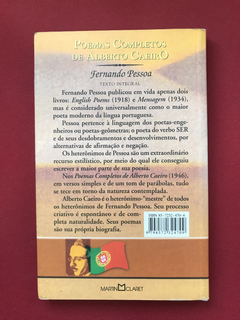 POEMAS COMPLETOS
DE ALBERTO CAEIRO
Fernando Pessoa
TEXTO INTEGRAL
Fernando Pessoa publicou em vida apenas dois
livros: English Poems (1918) e Mensagem (1934),
mas é considerado universalmente como o maior
poeta moderno da língua portuguesa.
Pessoa pertence à linguagem dos poetas-enge-
nheiros ou poetas-geômetras: o poeta do verbo SER
e de seus desdobramentos e desenvolvimentos, por
alternativas de afirmação e negação.
Os heterônimos de Pessoa são um extraordinário
recurso estilístico, por meio do qual ele conseguiu
escrever a maior parte de sua poesia.
Nos Poemas Completos de Alberto Caeiro (1946),
em versos simples e de um tom de parábolas, tudo
se tece em torno da natureza contemplada.
Alberto Caeiro é o heterônimo-"mestre" de todos
os heterônimos de Fernando Pessoa. Seu processo
criativo é espontâneo e de com-
pleta naturalidade. Seus poemas
são sua própria biografia.
MARTIN CLARET